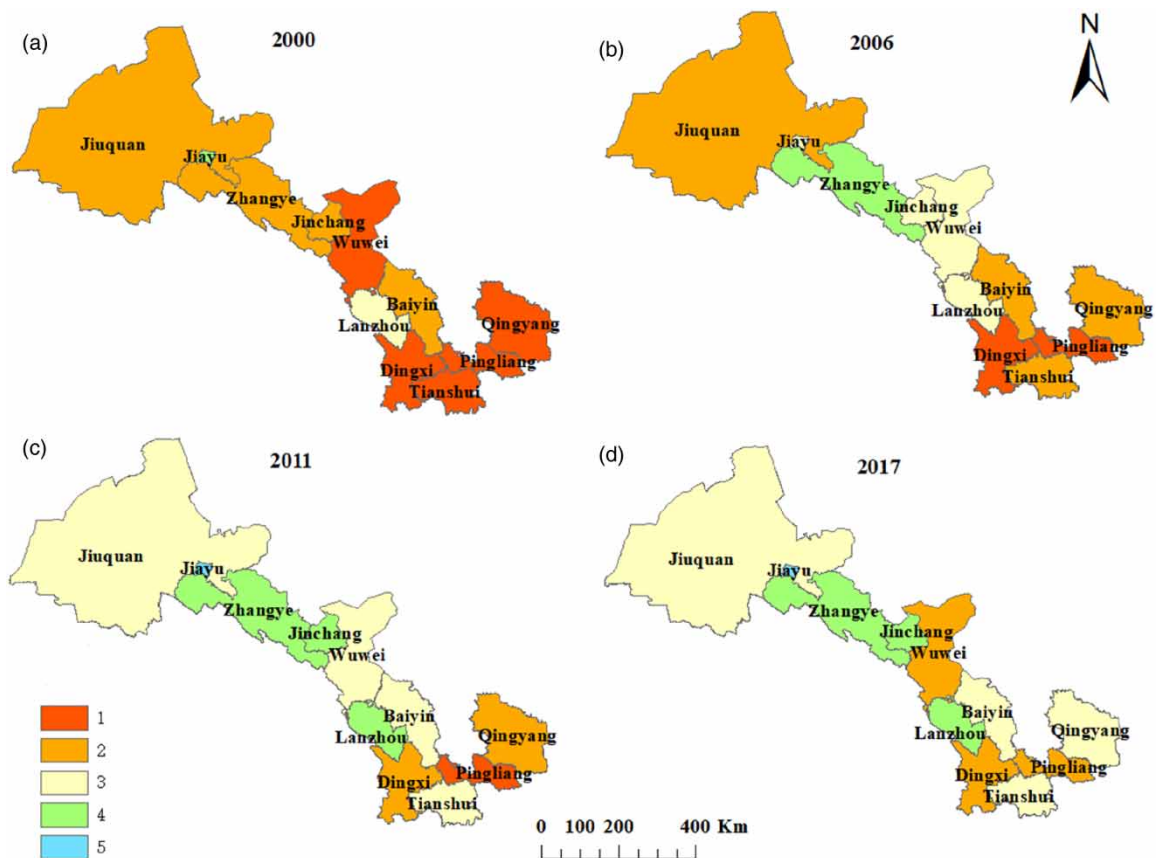 (a)
2000
Jiuquan
Jiayu
Zhangye
Jinchang
Wuwei
Baiyin
Lanzhou
Qingyang
Pingliang
Dingxi
Tianshui
(b)
2006
N
Jiuquan
Jiayu
Zhangye
Jinchang
Wuwei
Baiyin
Lanzhou
Qingyang
Pingliang
Dingxi
Tianshui
(c)
2011
Jiuquan
Jiayu
Zhangye
Jinchang
Wuwei
Baiyin
Lanzhou
Qingyang
Pingliang
Dingxi
Tianshui
1
2
3
4
5
(d)
2017
Jiuquan
Jiayu
Zhangye
Jinchang
Wuwei
Baiyin
Lanzhou
Qingyang
Pingliang
Dingxi
Tianshui
0 100 200 400 Km